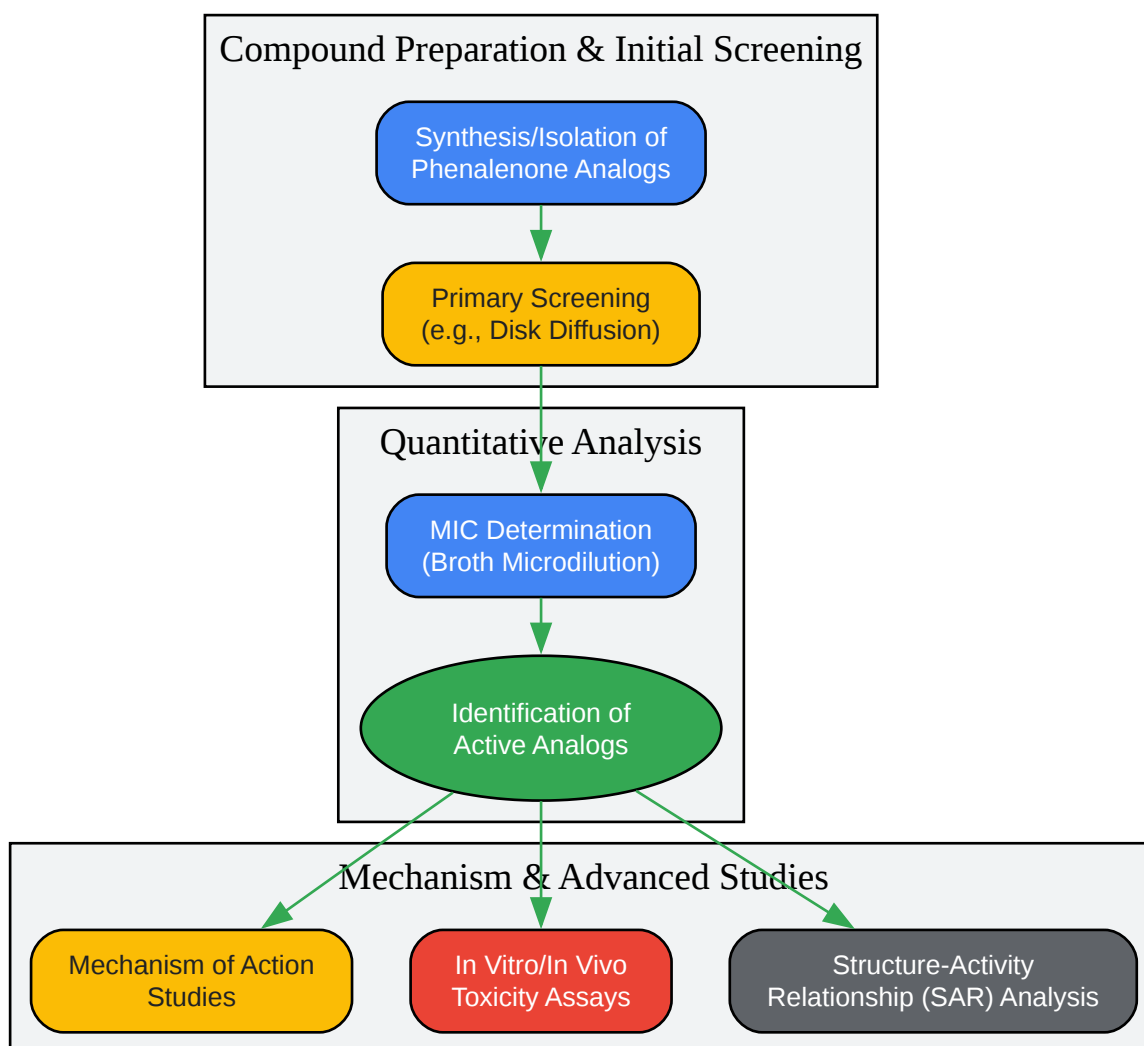 Compound Preparation & Initial Screening
Synthesis/Isolation of
Phenalenone Analogs
Primary Screening
(e.g., Disk Diffusion)
Quantitative Analysis
MIC Determination
(Broth Microdilution)
Identification of
Active Analogs
Mechanism & Advanced Studies
Mechanism of Action
Studies
In Vitro/In Vivo
Toxicity Assays
Structure-Activity
Relationship (SAR) Analysis